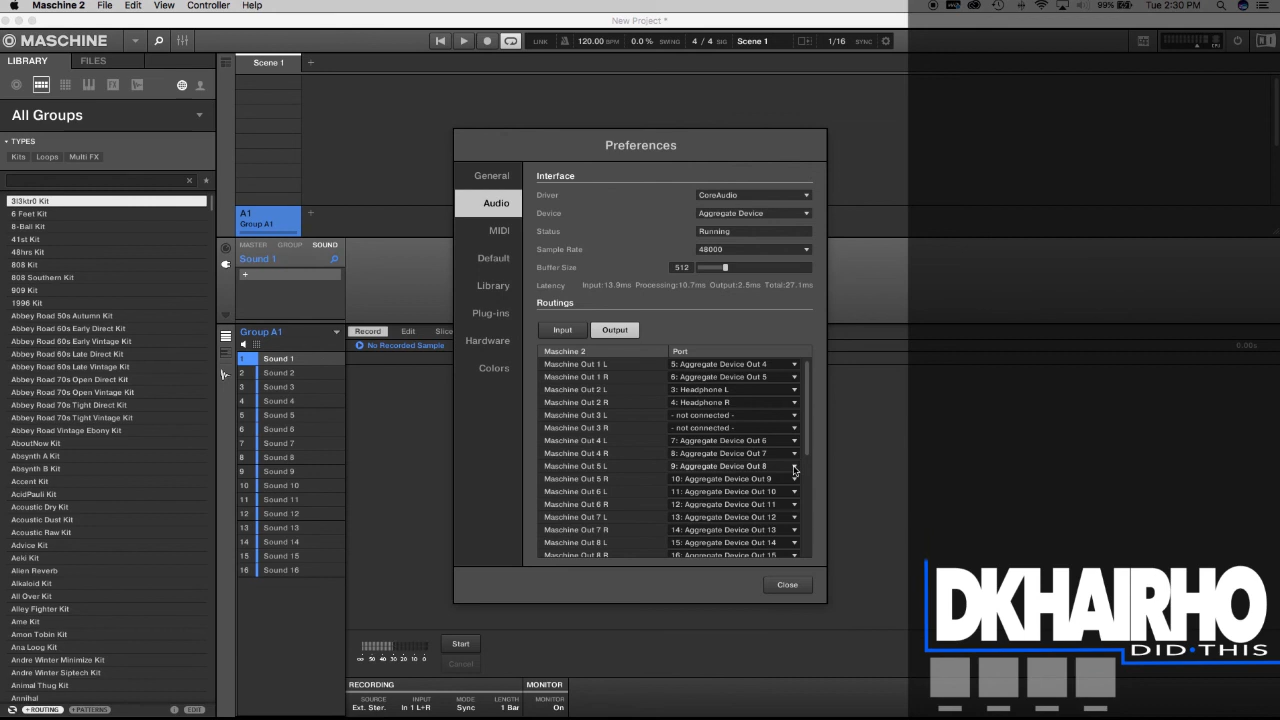 Maschine 2 File Edit View Controller Help 99% Tue 2:30 PM
New Project *
MASCHINE LINK 120.00 BPM 0.0 % SWING 4 / 4 SIG Scene 1 1/16 SYNC
LIBRARY FILES
Scene 1 +
All Groups
TYPES
Kits Loops Multi FX
3l3ktr0 Kit
6 Feet Kit
8-Ball Kit
41st Kit
48hrs Kit
808 Kit
808 Southern Kit
909 Kit
1996 Kit
Abbey Road 50s Autumn Kit
Abbey Road 60s Early Direct Kit
Abbey Road 60s Early Vintage Kit
Abbey Road 60s Late Direct Kit
Abbey Road 60s Late Vintage Kit
Abbey Road 70s Open Direct Kit
Abbey Road 70s Open Vintage Kit
Abbey Road 70s Tight Direct Kit
Abbey Road 70s Tight Vintage Kit
Abbey Road Vintage Ebony Kit
AboutNow Kit
Absynth A Kit
Absynth B Kit
Accent Kit
AcidPauli Kit
Acoustic Dry Kit
Acoustic Dust Kit
Acoustic Raw Kit
Advice Kit
Aeki Kit
Alien Reverb
Alkaloid Kit
All Over Kit
Alley Fighter Kit
Ame Kit
Amon Tobin Kit
Ana Loog Kit
Andre Winter Minimize Kit
Andre Winter Siptech Kit
Animal Thug Kit
Annihal
+ROUTING +PATTERNS EDIT
A1 +
Group A1
MASTER GROUP SOUND
Sound 1
+
Group A1
1 Sound 1
2 Sound 2
3 Sound 3
4 Sound 4
5 Sound 5
6 Sound 6
7 Sound 7
8 Sound 8
9 Sound 9
10 Sound 10
11 Sound 11
12 Sound 12
13 Sound 13
14 Sound 14
15 Sound 15
16 Sound 16
Record Edit Slice
No Recorded Sample
0:00s
Preferences
General
Audio
MIDI
Default
Library
Plug-ins
Hardware
Colors
Interface
Driver CoreAudio
Device Aggregate Device
Status Running
Sample Rate 48000
Buffer Size 512
Latency Input:13.9ms Processing:10.7ms Output:2.5ms Total:27.1ms
Routings
Input Output
Maschine 2 Port
Maschine Out 1 L 5: Aggregate Device Out 4
Maschine Out 1 R 6: Aggregate Device Out 5
Maschine Out 2 L 3: Headphone L
Maschine Out 2 R 4: Headphone R
Maschine Out 3 L - not connected -
Maschine Out 3 R - not connected -
Maschine Out 4 L 7: Aggregate Device Out 6
Maschine Out 4 R 8: Aggregate Device Out 7
Maschine Out 5 L 9: Aggregate Device Out 8
Maschine Out 5 R 10: Aggregate Device Out 9
Maschine Out 6 L 11: Aggregate Device Out 10
Maschine Out 6 R 12: Aggregate Device Out 11
Maschine Out 7 L 13: Aggregate Device Out 12
Maschine Out 7 R 14: Aggregate Device Out 13
Maschine Out 8 L 15: Aggregate Device Out 14
Maschine Out 8 R 16: Aggregate Device Out 15
Close
∞ 50 40 30 20 10 0
Start
Cancel
RECORDING MONITOR
SOURCE INPUT MODE LENGTH
Ext. Ster. In 1 L+R Sync 1 Bar On
DKHAIRHO
DID·THIS